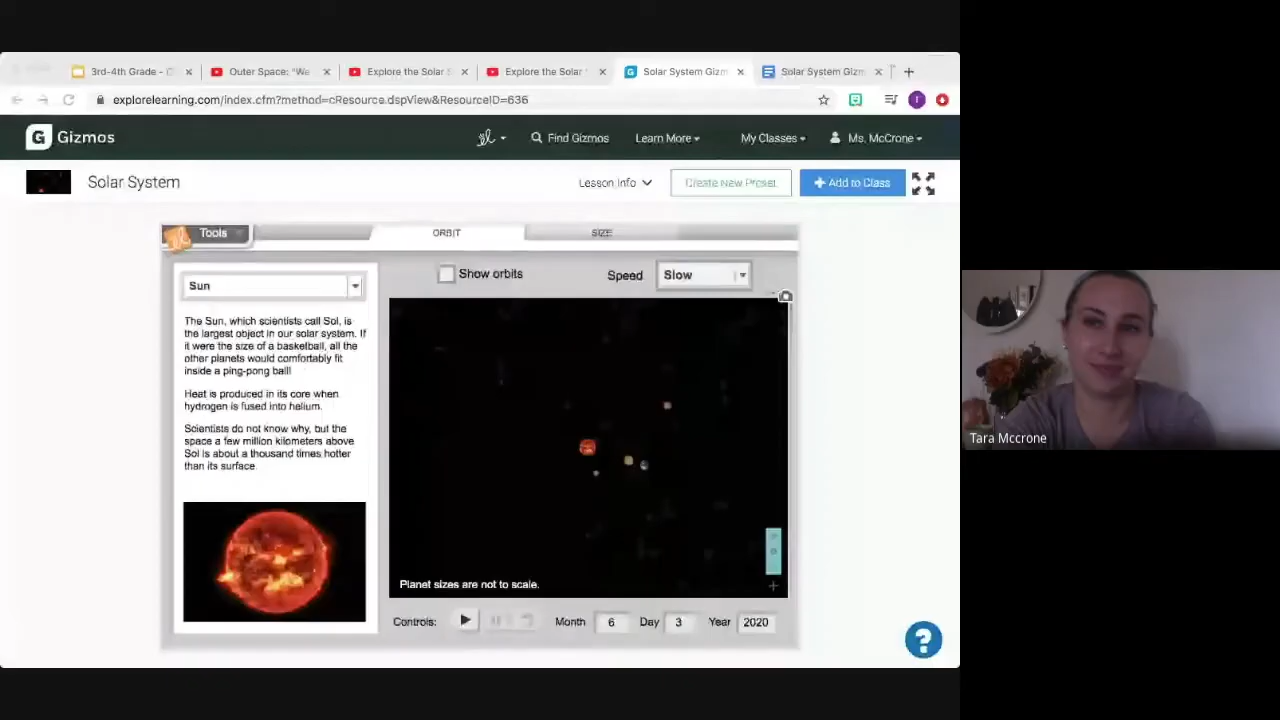 3rd-4th Grade - 
Outer Space: "We
Explore the Solar S
Explore the Solar
Solar System Gizm
Solar System Gizm
explorelearning.com/index.cfm?method=cResource.dspView&ResourceID=636
G Gizmos
Find Gizmos
Learn More
My Classes
Ms. McCrone
Solar System
Lesson Info
Create New Preset
+ Add to Class
Tools
ORBIT
SIZE
Sun
Show orbits
Speed
Slow
The Sun, which scientists call Sol, is
the largest object in our solar system. If
it were the size of a basketball, all the
other planets would comfortably fit
inside a ping-pong ball!
Heat is produced in its core when
hydrogen is fused into helium.
Scientists do not know why, but the
space a few million kilometers above
Sol is about a thousand times hotter
than its surface.
Planet sizes are not to scale.
Controls:
Month
6
Day
3
Year
2020
?
Tara Mccrone